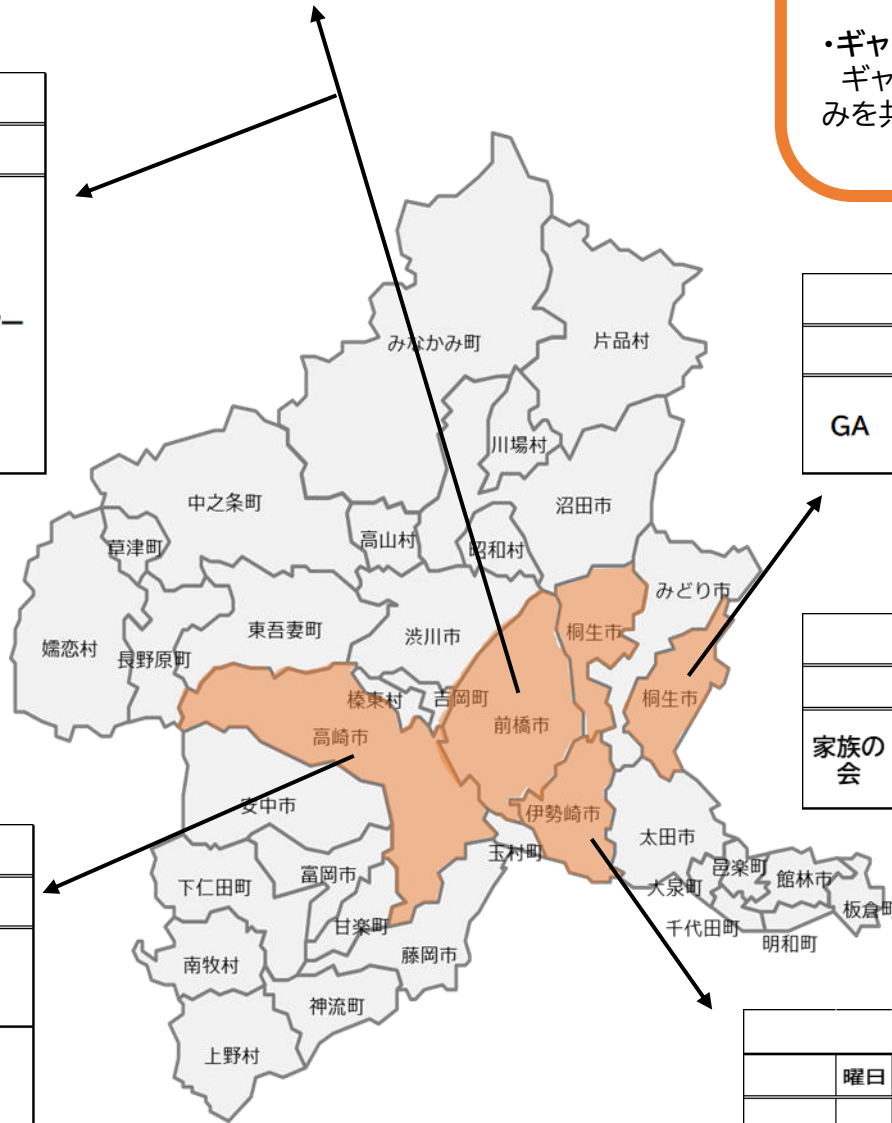 ・ギャ
ギャ
みを共
ー
みなかみ町
片品村
GA
川場村
中之条町
沼田市
草津町
高山村
昭和村
みどり市
東吾妻町
渋川市
桐生市
嬬恋村
長野原町
榛東村
吉岡町
桐生市
前橋市
高崎市
家族の
会
安中市
伊勢崎市
太田市
玉村町
邑楽町
富岡市
館林市
下仁田町
大泉町
板倉町
甘楽町
千代田町
明和町
藤岡市
南牧村
神流町
上野村
曜日